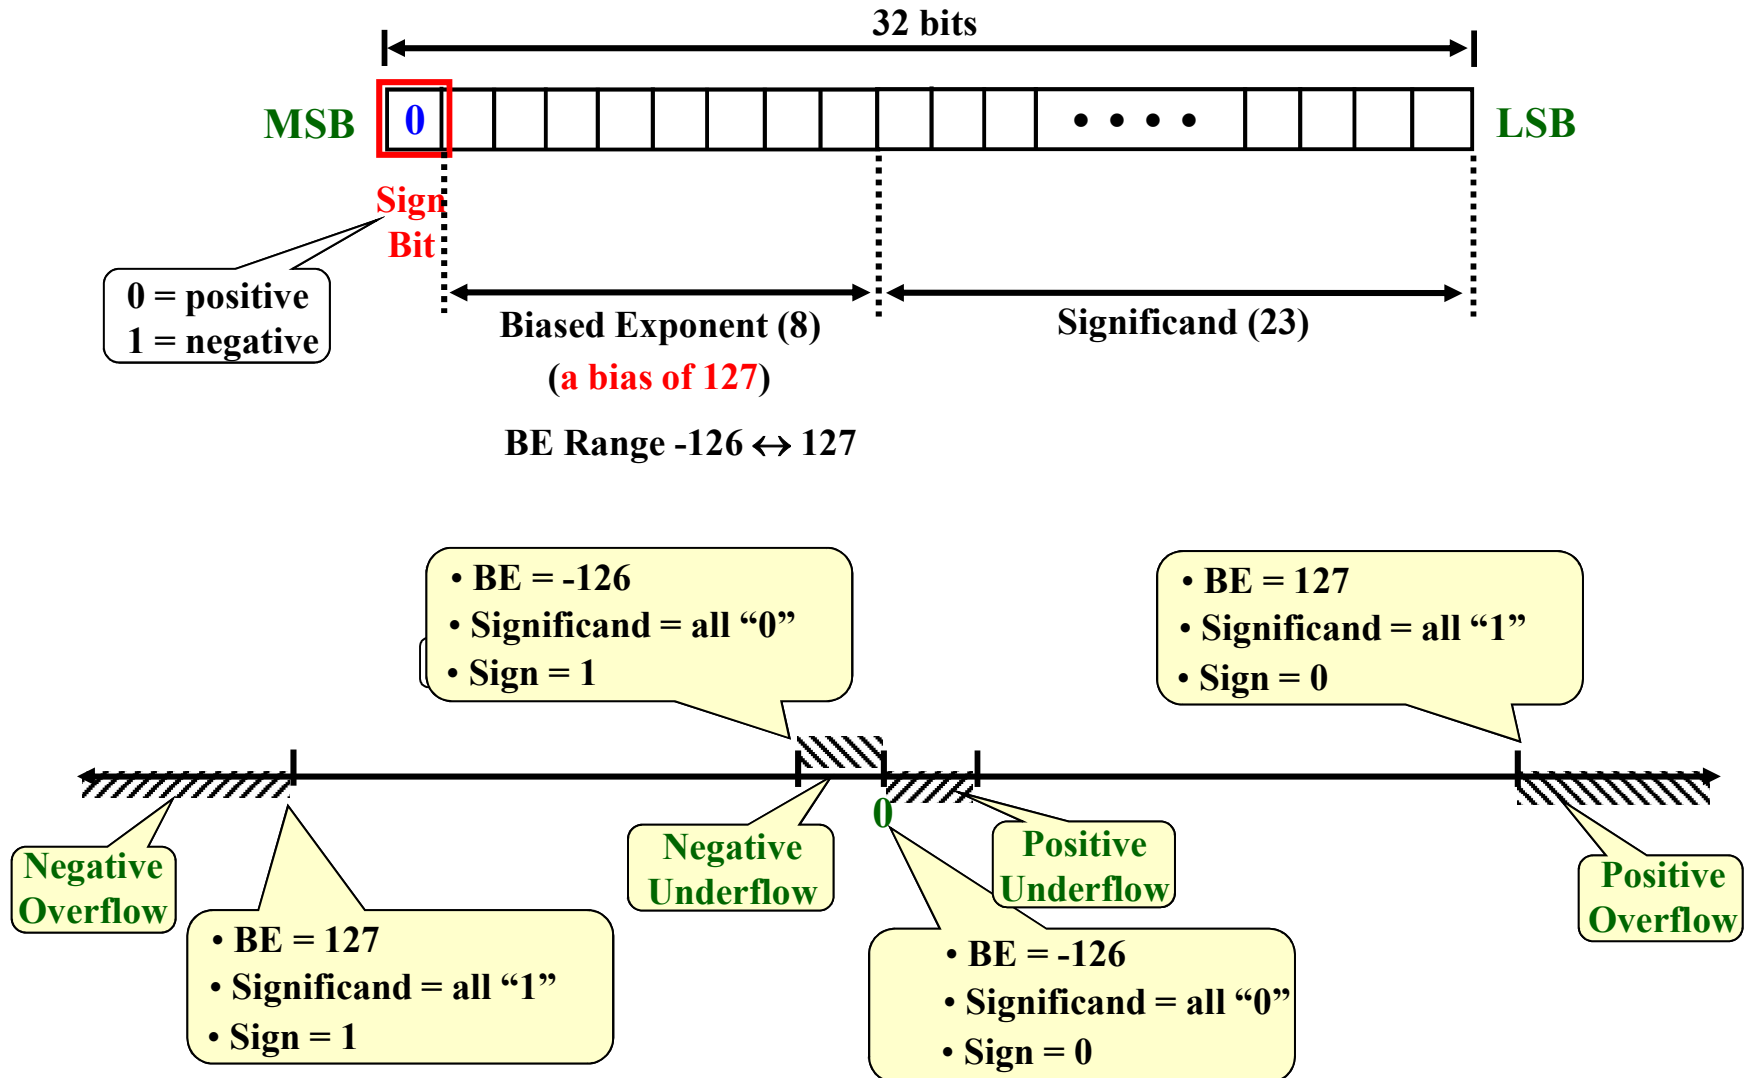 32 bits
MSB
0
• • • •
LSB
Sign
Bit
0 = positive
1 = negative
Biased Exponent (8)
(a bias of 127)
Significand (23)
BE Range -126 ↔ 127
• BE = -126
• Significand = all “0”
• Sign = 1
• BE = 127
• Significand = all “1”
• Sign = 0
0
Negative
Overflow
Negative
Underflow
Positive
Underflow
Positive
Overflow
• BE = 127
• Significand = all “1”
• Sign = 1
• BE = -126
• Significand = all “0”
• Sign = 0